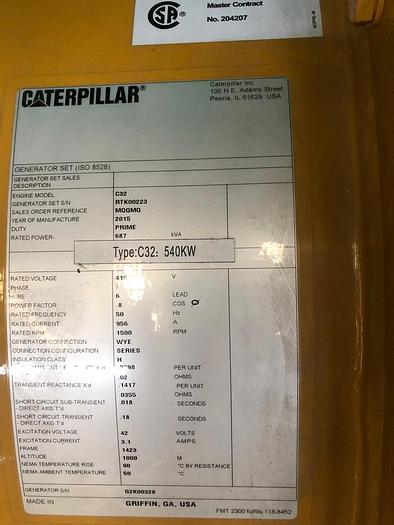 Master Contract
CSA
No. 204207
CATERPILLAR®
Caterpillar Inc
100 N.E. Adams Street
Peoria, IL 61629 USA
GENERATOR SET (ISO 8528)
GENERATOR SET SALES
DESCRIPTION
ENGINE MODEL C32
GENERATOR SET S/N RTK00223
SALES ORDER REFERENCE MQQMQ
YEAR OF MANUFACTURE 2015
DUTY PRIME
RATED POWER- 687 kVA
Type:C32: 540KW
RATED VOLTAGE V
PHASE
WIRE 6 LEAD
POWER FACTOR .8 COS Ø
RATED FREQUENCY 50 Hz
RATED CURRENT 956 A
RATED RPM 1500 RPM
GENERATOR CONNECTION WYE
CONNECTION CONFIGURATION SERIES
INSULATION CLASS H
PER UNIT
.02 OHMS
TRANSIENT REACTANCE X'd .1417 PER UNIT
.0355 OHMS
SHORT CIRCUIT SUB-TRANSIENT .018 SECONDS
- DIRECT AXIS T"d
SHORT CIRCUIT TRANSIENT .18 SECONDS
- DIRECT AXIS T'd
EXCITATION VOLTAGE 42 VOLTS
EXCITATION CURRENT 3.1 AMPS
FRAME 1423
ALTITUDE 1000 M
NEMA TEMPERATURE RISE 90 °C BY RESISTANCE
NEMA AMBIENT TEMPERATURE 50 °C
GENERATOR S/N G2K00328
MADE IN GRIFFIN, GA, USA
FMT 2300 fulfills 118-8452